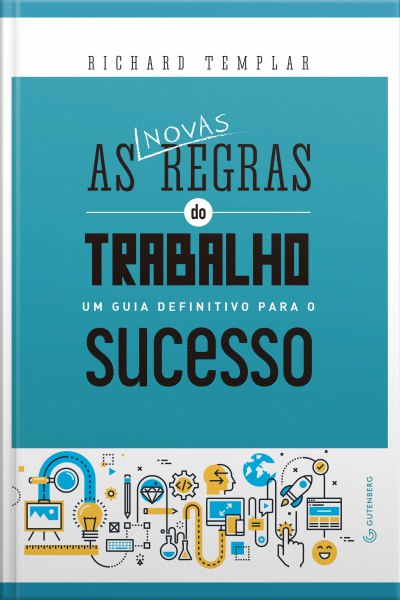 RICHARD TEMPLAR
NOVAS
AS REGRAS
do
TRABALHO
UM GUIA DEFINITIVO PARA O
sucesso
GUTENBERG